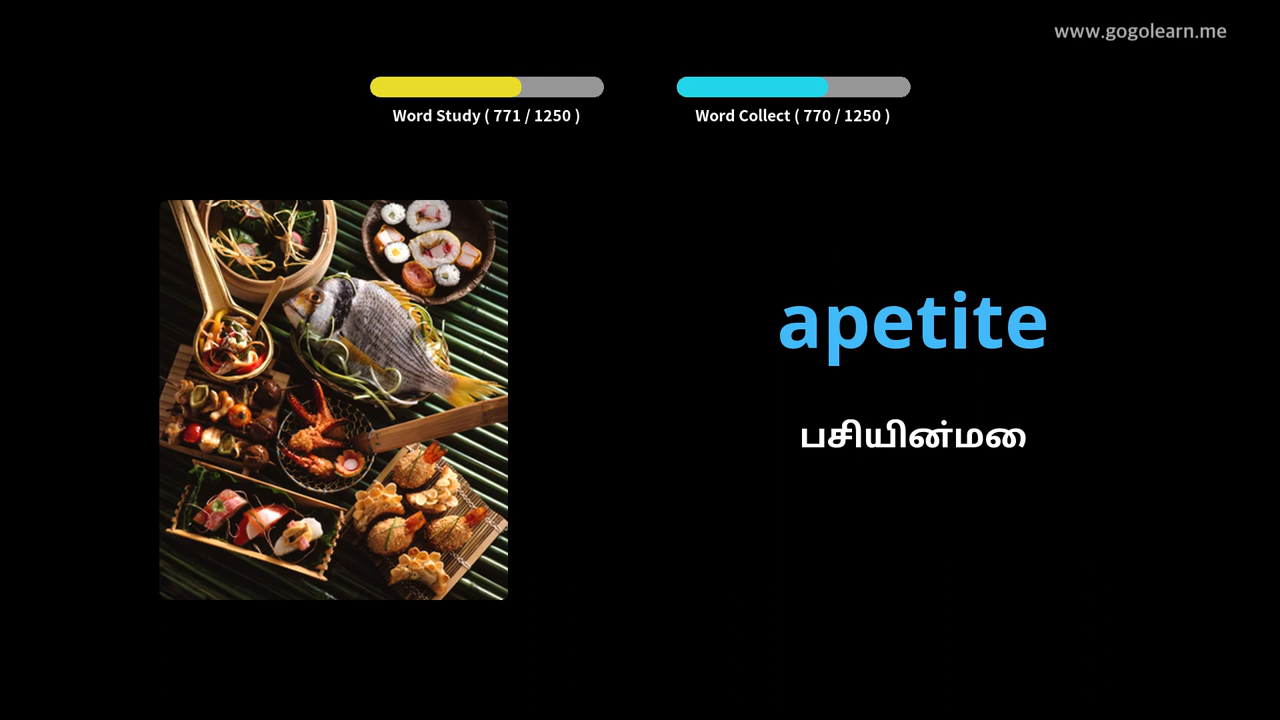 www.gogolearn.me
Word Study ( 771 / 1250 )
Word Collect ( 770 / 1250 )
apetite
பசியின்மை